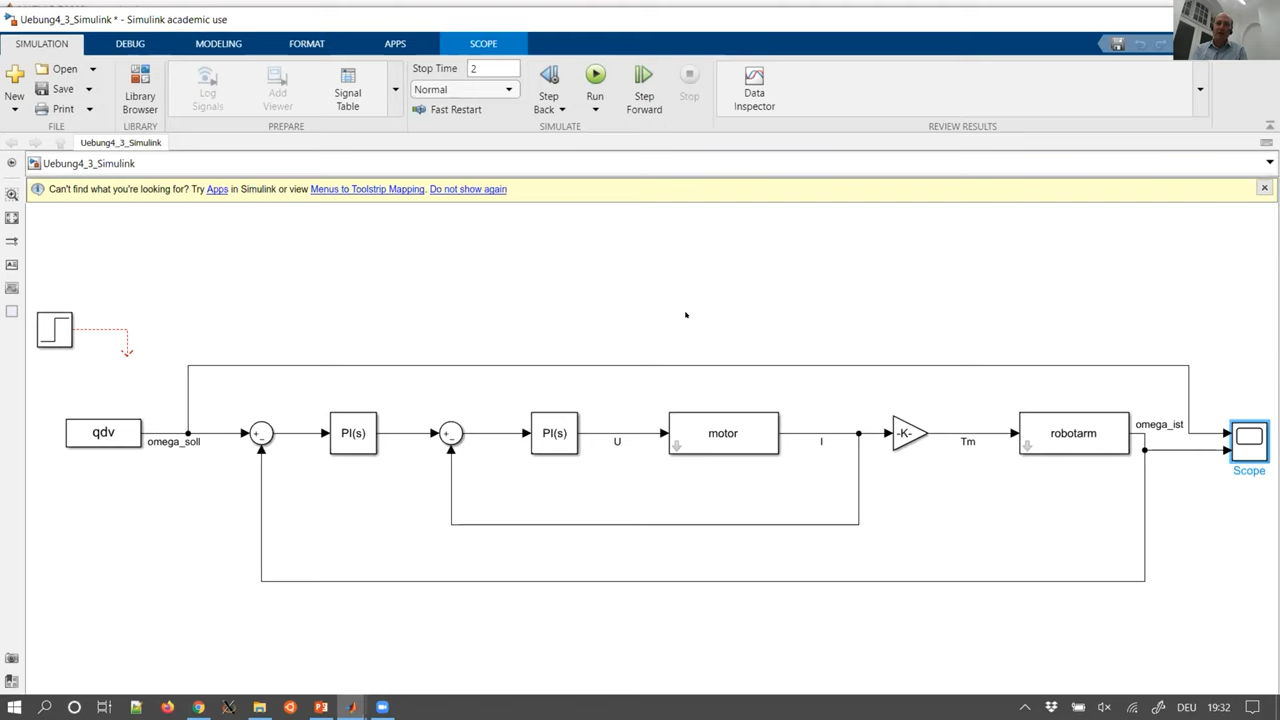 Uebung4_3_Simulink * - Simulink academic use
SIMULATION DEBUG MODELING FORMAT APPS SCOPE
New
Open
Save
Print
FILE
Library
Browser
LIBRARY
Log
Signals
Add
Viewer
Signal
Table
PREPARE
Stop Time 2
Normal
Fast Restart
Step
Back
Run
Step
Forward
Stop
SIMULATE
Data
Inspector
REVIEW RESULTS
Uebung4_3_Simulink
Uebung4_3_Simulink
Can't find what you're looking for? Try Apps in Simulink or view Menus to Toolstrip Mapping. Do not show again
qdv
omega_soll
PI(s)
PI(s)
U
motor
I
-K-
Tm
robotarm
omega_ist
Scope
DEU 19:32